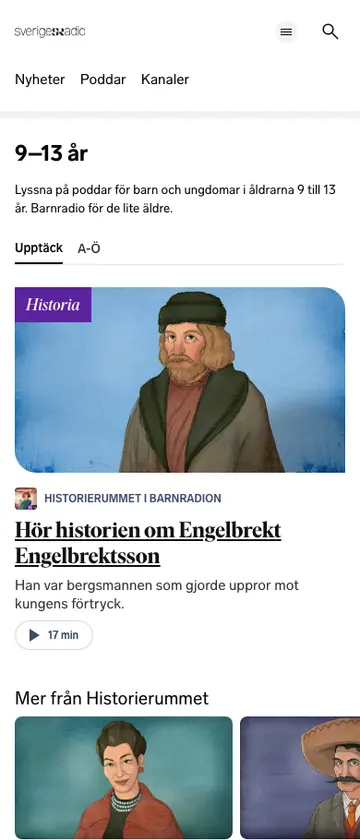 sverigesradio
Nyheter Poddar Kanaler
9–13 år
Lyssna på poddar för barn och ungdomar i åldrarna 9 till 13
år. Barnradio för de lite äldre.
Upptäck A-Ö
Historia
HISTORIERUMMET I BARNRADION
Hör historien om Engelbrekt
Engelbrektsson
Han var bergsmannen som gjorde uppror mot
kungens förtryck.
17 min
Mer från Historierummet